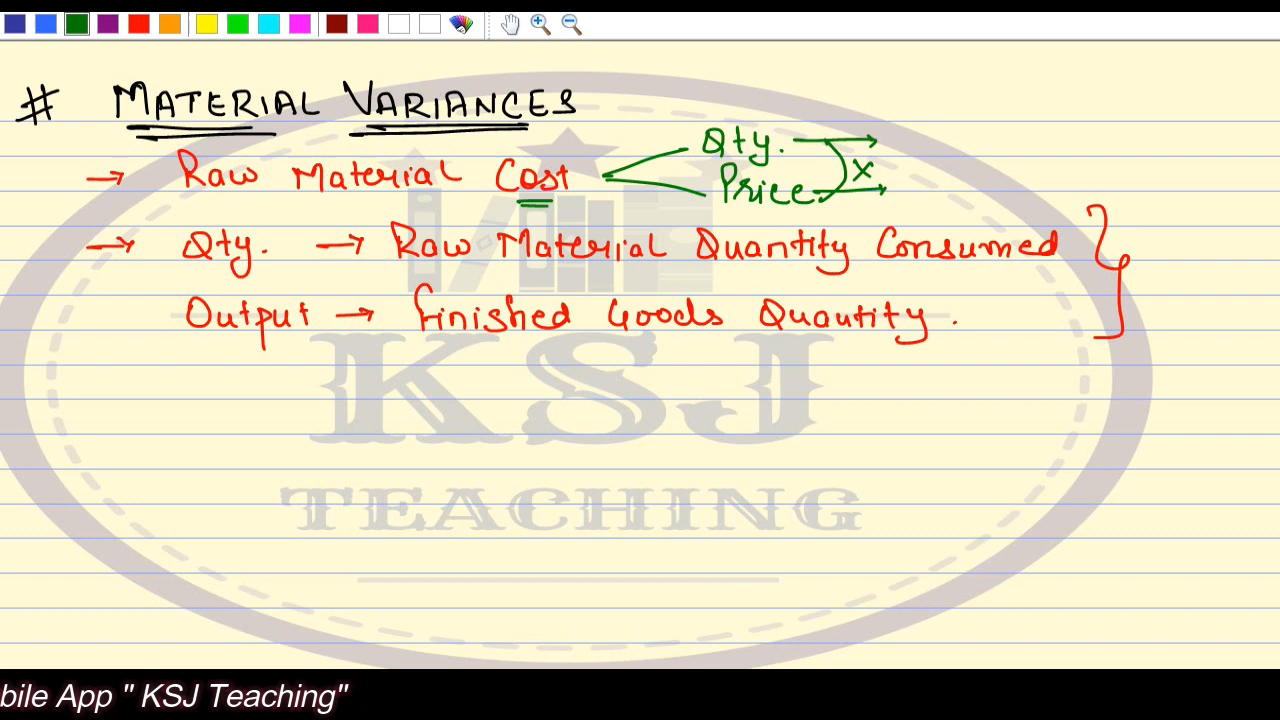 # MATERIAL VARIANCES
→ Raw Material Cost Qty. Price x
→ Qty. → Raw Material Quantity Consumed
Output → Finished Goods Quantity.
KSJ
TEACHING
bile App " KSJ Teaching"